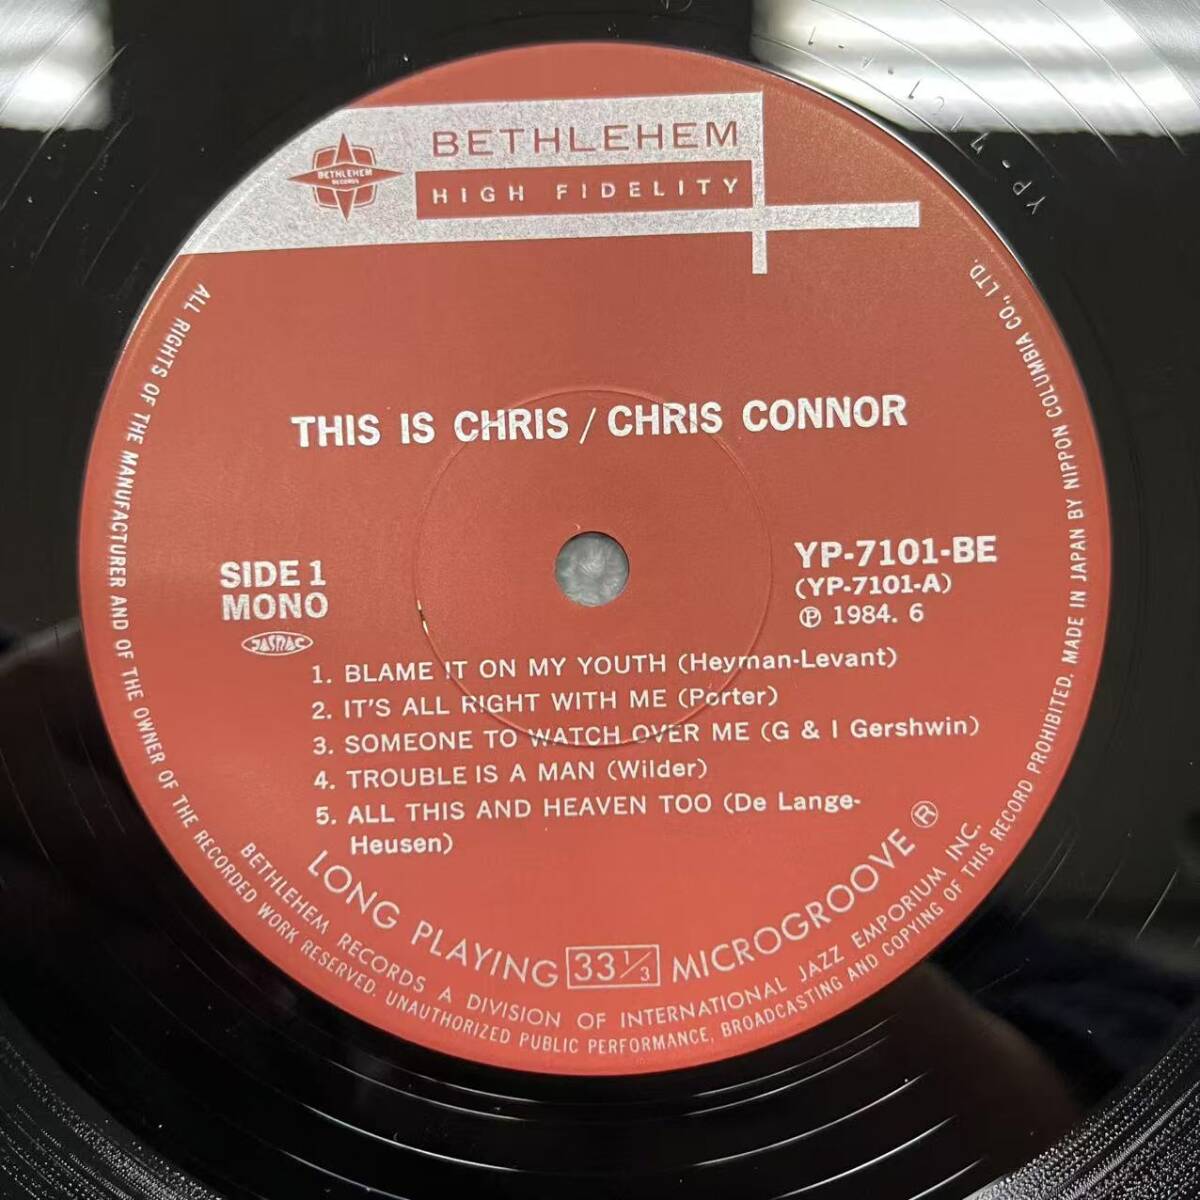 BETHLEHEM
RECORDS
BETHLEHEM
HIGH FIDELITY
THIS IS CHRIS / CHRIS CONNOR
SIDE 1
MONO
JASRAC
YP-7101-BE
(YP-7101-A)
Ⓟ 1984. 6
1. BLAME IT ON MY YOUTH (Heyman-Levant)
2. IT'S ALL RIGHT WITH ME (Porter)
3. SOMEONE TO WATCH OVER ME (G & I Gershwin)
4. TROUBLE IS A MAN (Wilder)
5. ALL THIS AND HEAVEN TOO (De Lange-
Heusen)
LONG PLAYING 33 1/3 MICROGROOVE ®
BETHLEHEM RECORDS A DIVISION OF INTERNATIONAL JAZZ EMPORIUM INC.
ALL RIGHTS OF THE MANUFACTURER AND OF THE OWNER OF THE RECORDED WORK RESERVED. UNAUTHORIZED PUBLIC PERFORMANCE, BROADCASTING AND COPYING OF THIS RECORD PROHIBITED. MADE IN JAPAN BY NIPPON COLUMBIA CO., LTD.